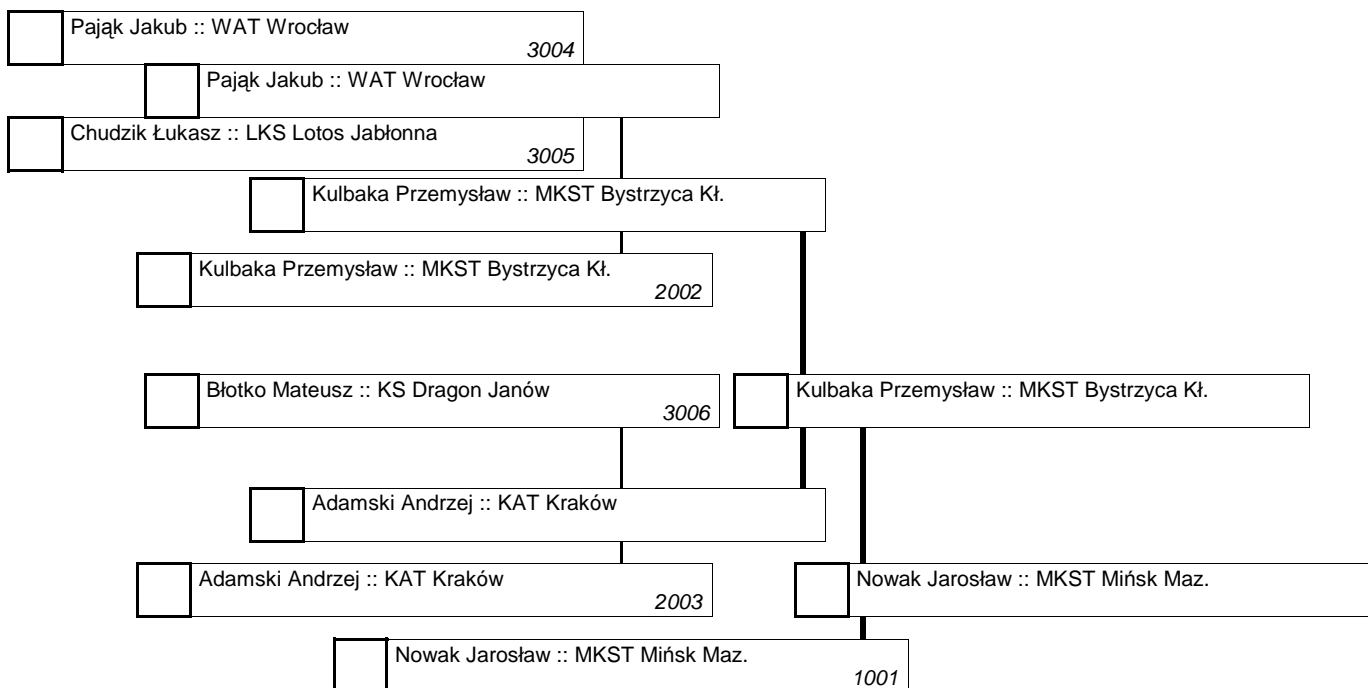 Pająk Jakub :: WAT Wrocław
3004
Pająk Jakub :: WAT Wrocław
Chudzik Łukasz :: LKS Lotos Jabłonna
3005
Kulbaka Przemysław :: MKST Bystrzyca Kł.
Kulbaka Przemysław :: MKST Bystrzyca Kł.
2002
Błotko Mateusz :: KS Dragon Janów
3006
Kulbaka Przemysław :: MKST Bystrzyca Kł.
Adamski Andrzej :: KAT Kraków
Adamski Andrzej :: KAT Kraków
2003
Nowak Jarosław :: MKST Mińsk Maz.
Nowak Jarosław :: MKST Mińsk Maz.
1001